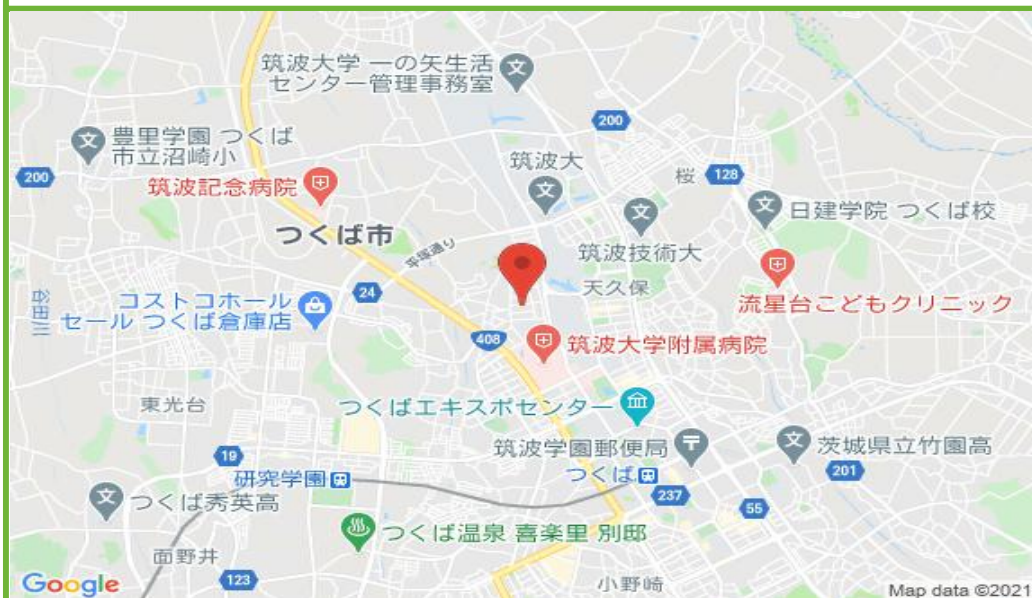 筑波大学 一の矢生活
センター管理事務室
200
豊里学園 つくば
市立沼崎小
筑波大
桜
128
200
筑波記念病院
日建学院 つくば校
つくば市
平塚通り
筑波技術大
谷田川
コストコホール
セール つくば倉庫店
24
天久保
流星台こどもクリニック
408
筑波大学附属病院
東光台
つくばエキスポセンター
筑波学園郵便局
茨城県立竹園高
19
研究学園
つくば
201
つくば秀英高
237
55
つくば温泉 喜楽里 別邸
面野井
123
小野崎
Google
Map data ©2021